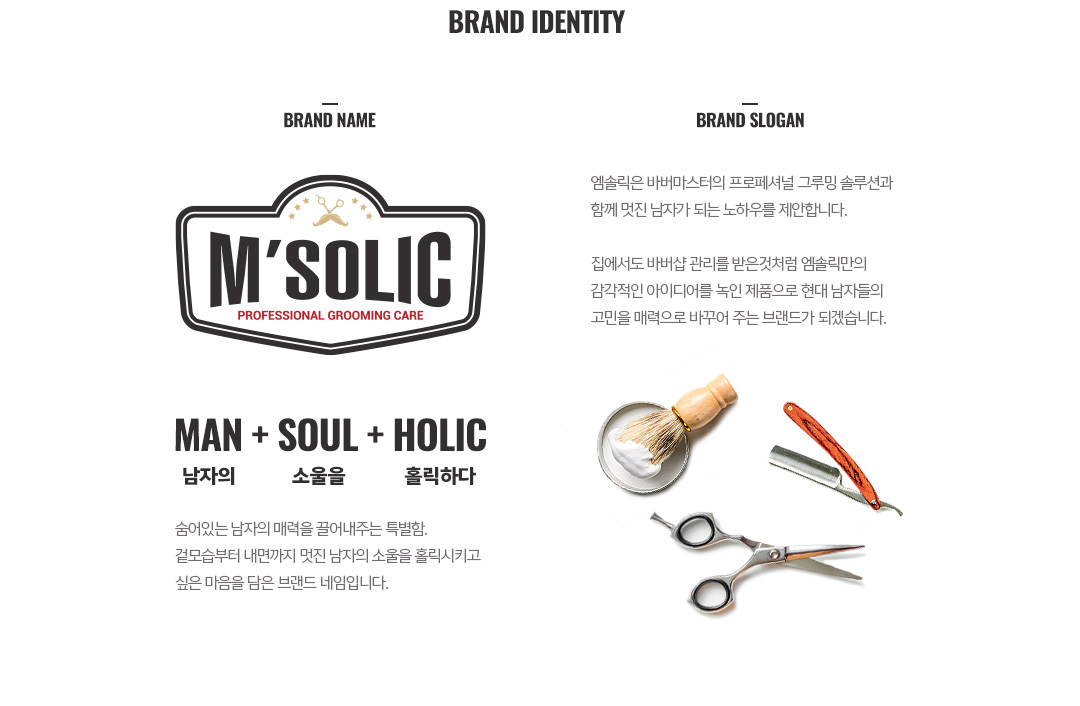 BRAND IDENTITY
BRAND NAME
M'SOLIC
PROFESSIONAL GROOMING CARE
MAN + SOUL + HOLIC
남자의 소울을 홀릭하다
숨어있는 남자의 매력을 끌어내주는 특별함.
겉모습부터 내면까지 멋진 남자의 소울을 홀릭시키고
싶은 마음을 담은 브랜드 네임입니다.
BRAND SLOGAN
엠솔릭은 바버마스터의 프로페셔널 그루밍 솔루션과
함께 멋진 남자가 되는 노하우를 제안합니다.
집에서도 바버샵 관리를 받은것처럼 엠솔릭만의
감각적인 아이디어를 녹인 제품으로 현대 남자들의
고민을 매력으로 바꾸어 주는 브랜드가 되겠습니다.